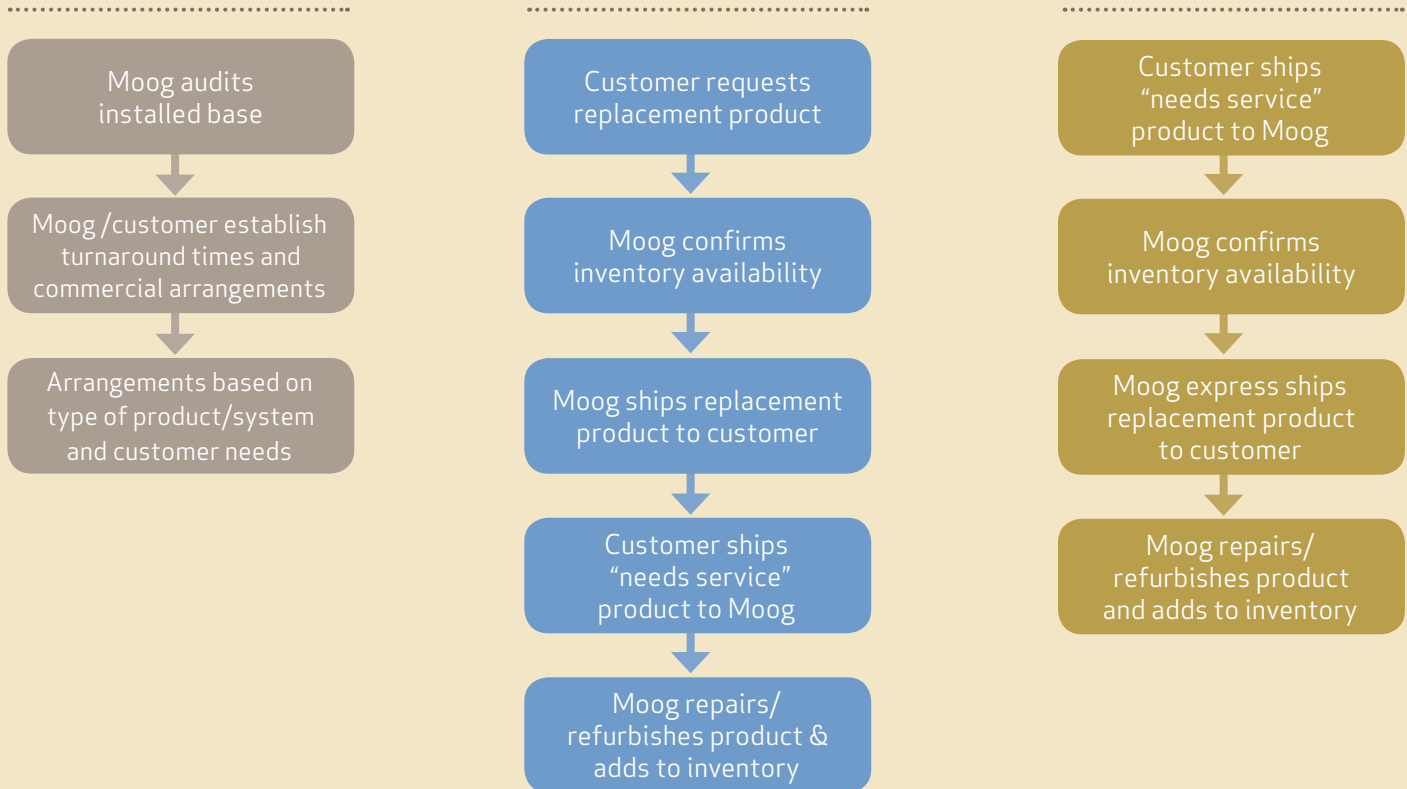 Moog audits
installed base
Moog /customer establish
turnaround times and
commercial arrangements
Arrangements based on
type of product/system
and customer needs
Customer requests
replacement product
Moog confirms
inventory availability
Moog ships replacement
product to customer
Customer ships
“needs service”
product to Moog
Moog repairs/
refurbishes product &
adds to inventory
Customer ships
“needs service”
product to Moog
Moog confirms
inventory availability
Moog express ships
replacement product
to customer
Moog repairs/
refurbishes product
and adds to inventory